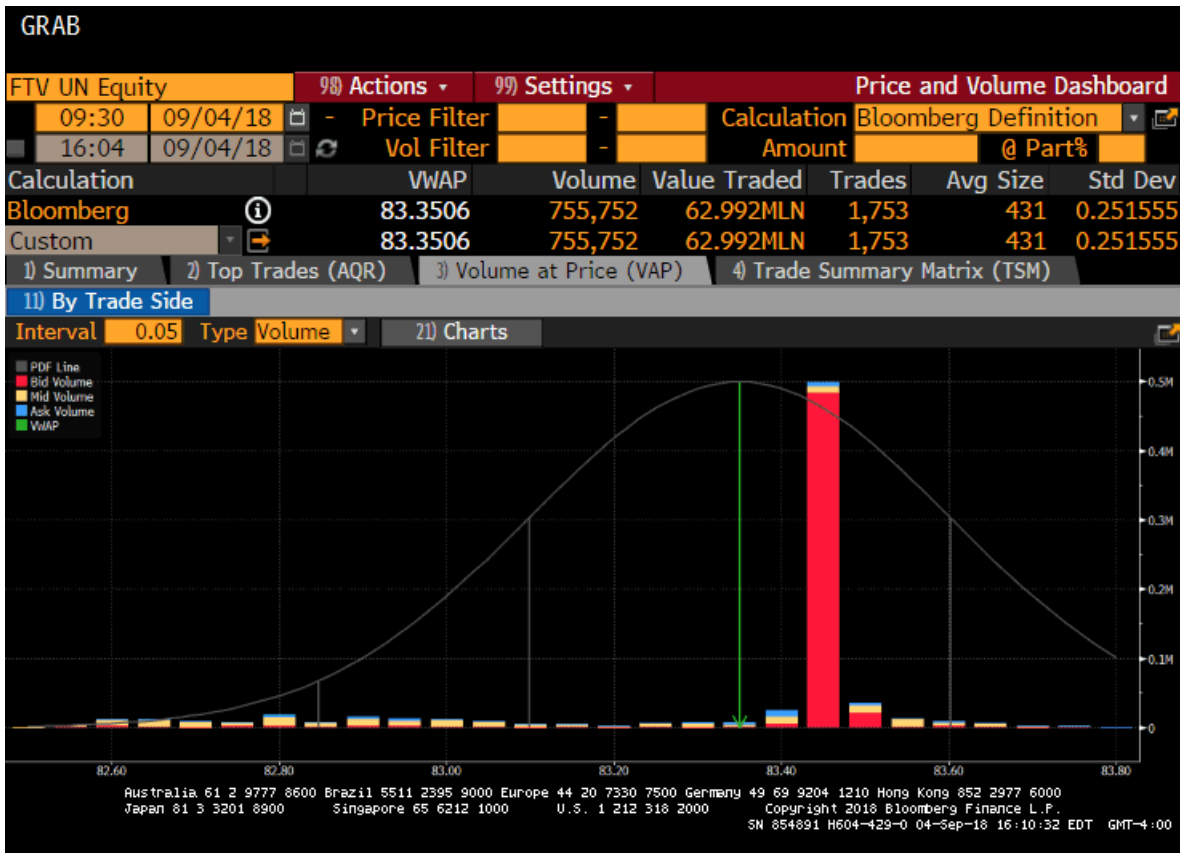 GRAB
FTV UN Equity 98) Actions 99) Settings Price and Volume Dashboard
09:30 09/04/18 - Price Filter - Calculation Bloomberg Definition
16:04 09/04/18 Vol Filter - Amount @ Part%
Calculation VWAP Volume Value Traded Trades Avg Size Std Dev
Bloomberg 83.3506 755,752 62.992MLN 1,753 431 0.251555
Custom 83.3506 755,752 62.992MLN 1,753 431 0.251555
1) Summary 2) Top Trades (AQR) 3) Volume at Price (VAP) 4) Trade Summary Matrix (TSM)
11) By Trade Side
Interval 0.05 Type Volume 21) Charts
PDF Line
Bid Volume
Mid Volume
Ask Volume
VWAP
0.5M
0.4M
0.3M
0.2M
0.1M
0
82.60 82.80 83.00 83.20 83.40 83.60 83.80
Australia 61 2 9777 8600 Brazil 5511 2395 9000 Europe 44 20 7330 7500 Germany 49 69 9204 1210 Hong Kong 852 2977 6000
Japan 81 3 3201 8900 Singapore 65 6212 1000 U.S. 1 212 318 2000 Copyright 2018 Bloomberg Finance L.P.
SN 854891 H604-429-0 04-Sep-18 16:10:32 EDT GMT-4:00